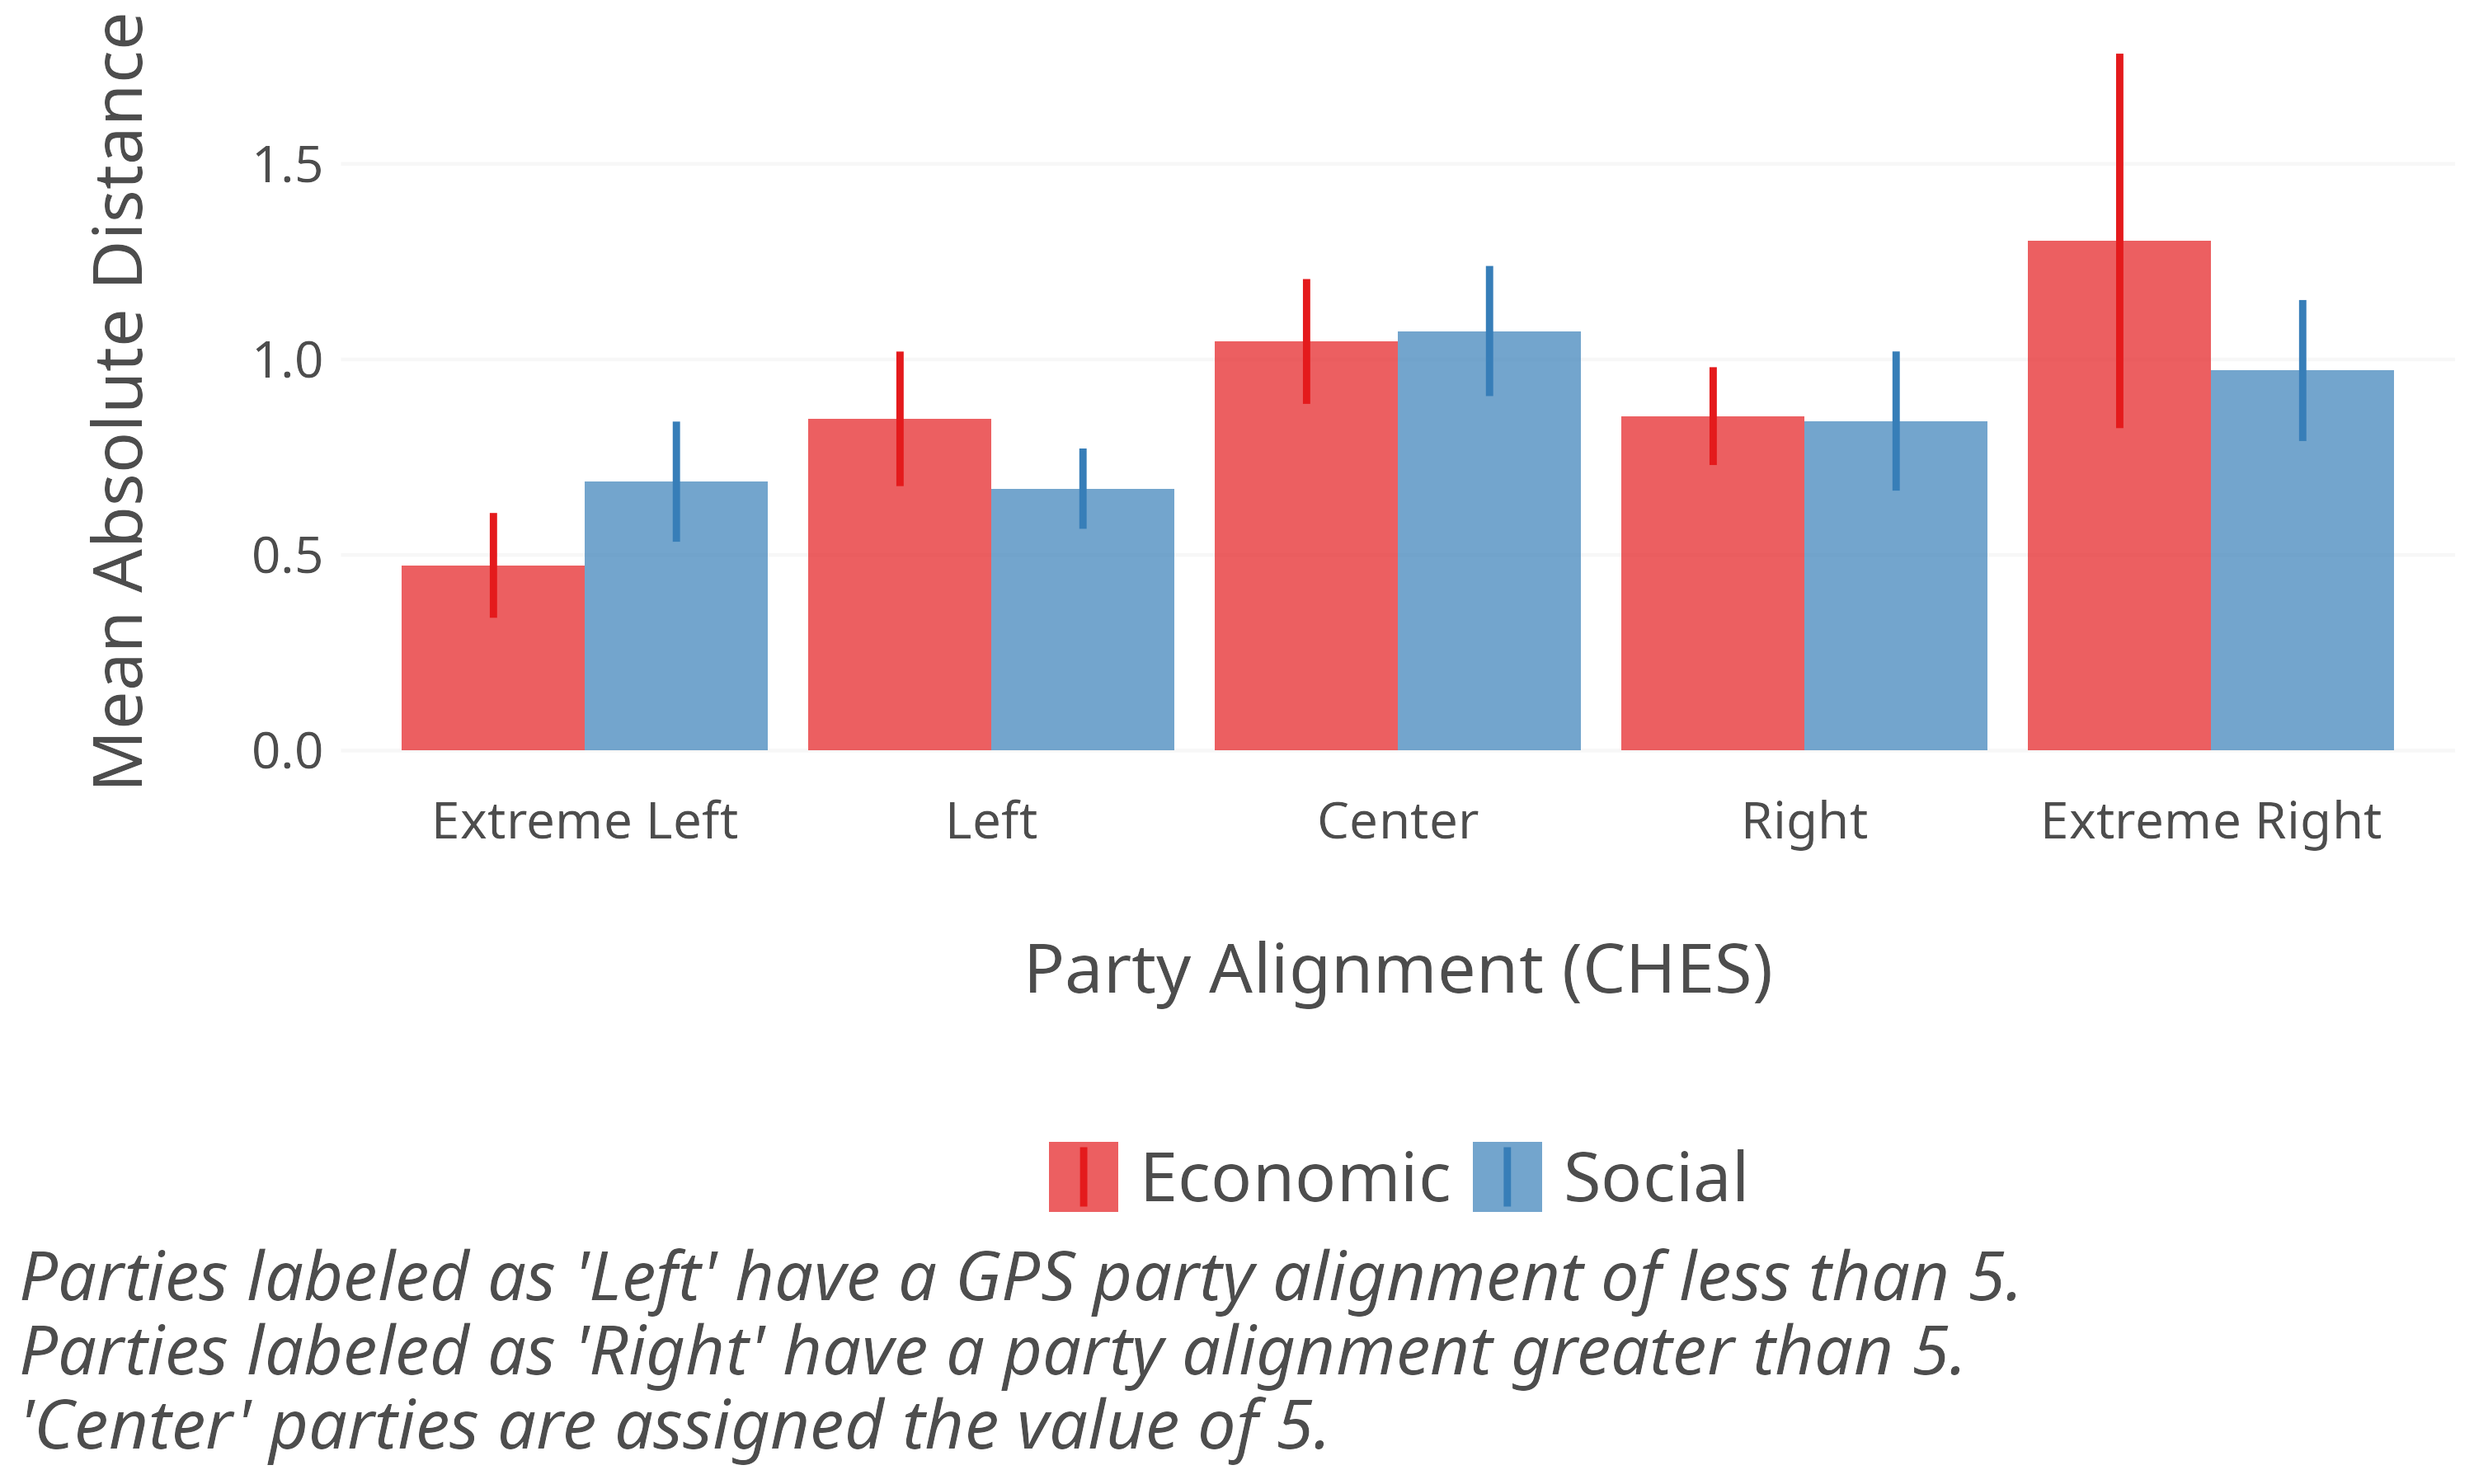 Mean Absolute Distance
1.5
1.0
0.5
0.0
Extreme Left Left Center Right Extreme Right
Party Alignment (CHES)
Economic Social
Parties labeled as 'Left' have a GPS party alignment of less than 5.
Parties labeled as 'Right' have a party alignment greater than 5.
'Center' parties are assigned the value of 5.